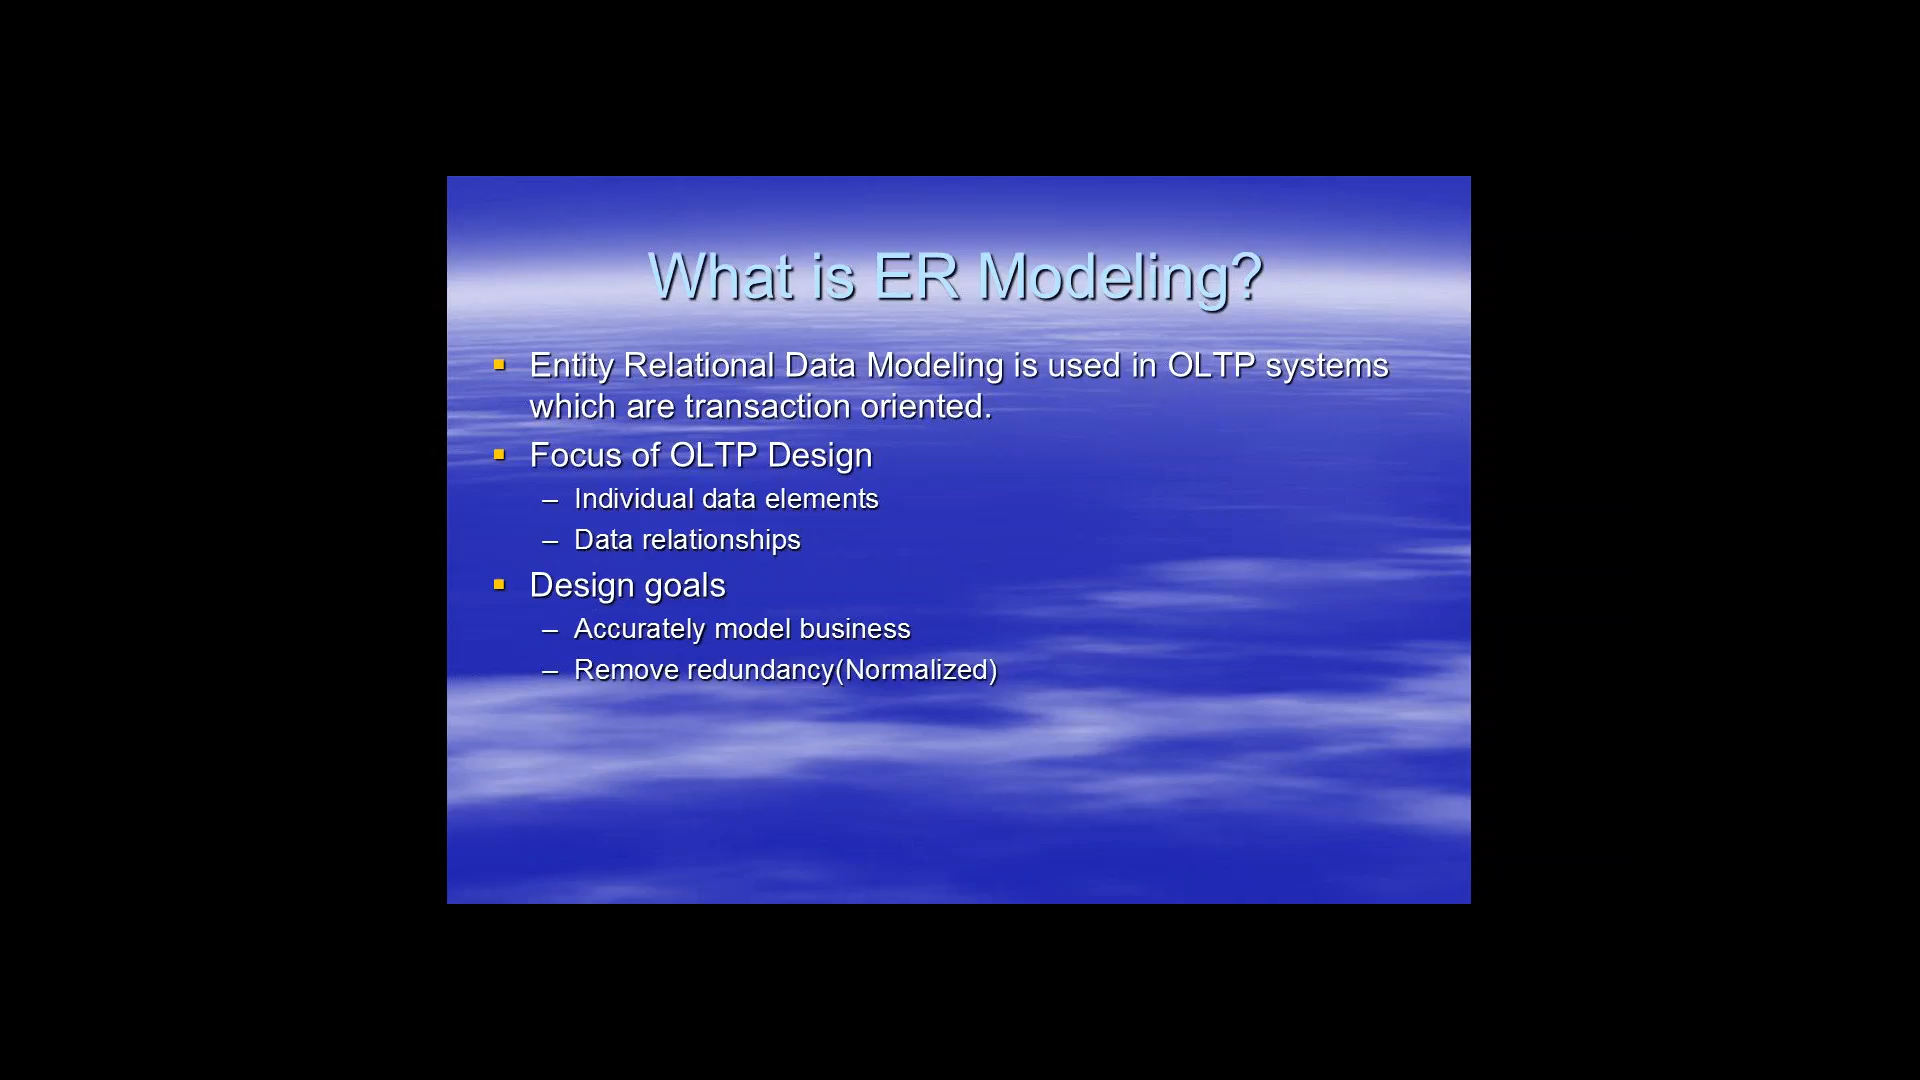 What is ER Modeling?
▪ Entity Relational Data Modeling is used in OLTP systems
which are transaction oriented.
▪ Focus of OLTP Design
– Individual data elements
– Data relationships
▪ Design goals
– Accurately model business
– Remove redundancy(Normalized)